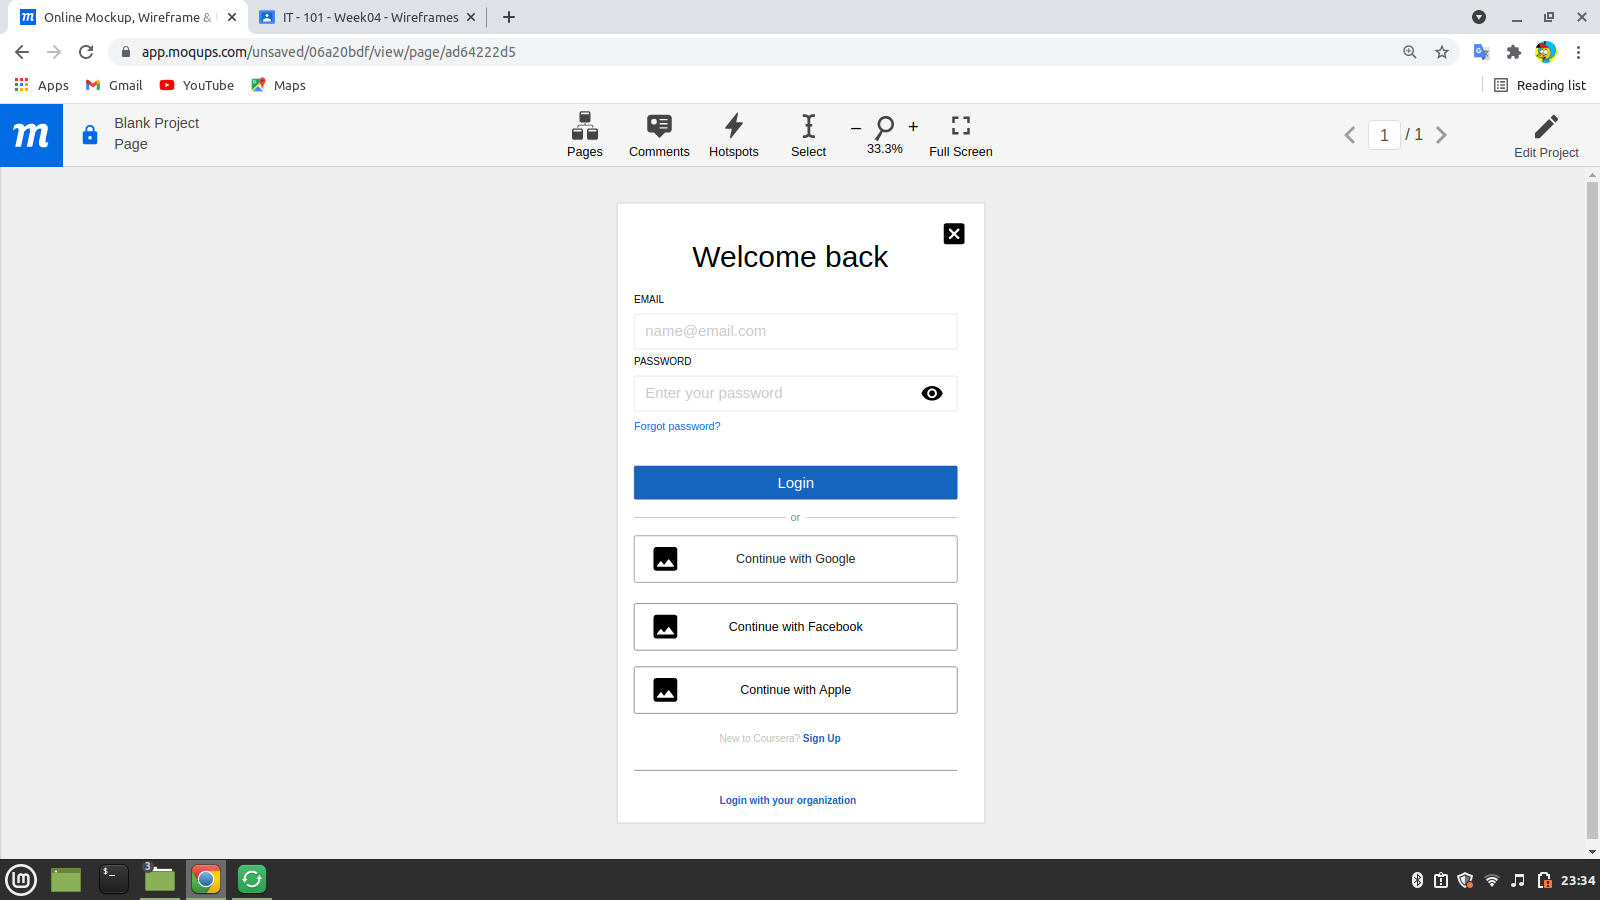 Online Mockup, Wireframe &
IT - 101 - Week04 - Wireframes
app.moqups.com/unsaved/06a20bdf/view/page/ad64222d5
Apps
Gmail
YouTube
Maps
Reading list
m
Blank Project
Page
Pages
Comments
Hotspots
Select
– +
33.3%
Full Screen
1 / 1
Edit Project
Welcome back
EMAIL
name@email.com
PASSWORD
Enter your password
Forgot password?
Login
or
Continue with Google
Continue with Facebook
Continue with Apple
New to Coursera? Sign Up
Login with your organization
$_
3
23:34